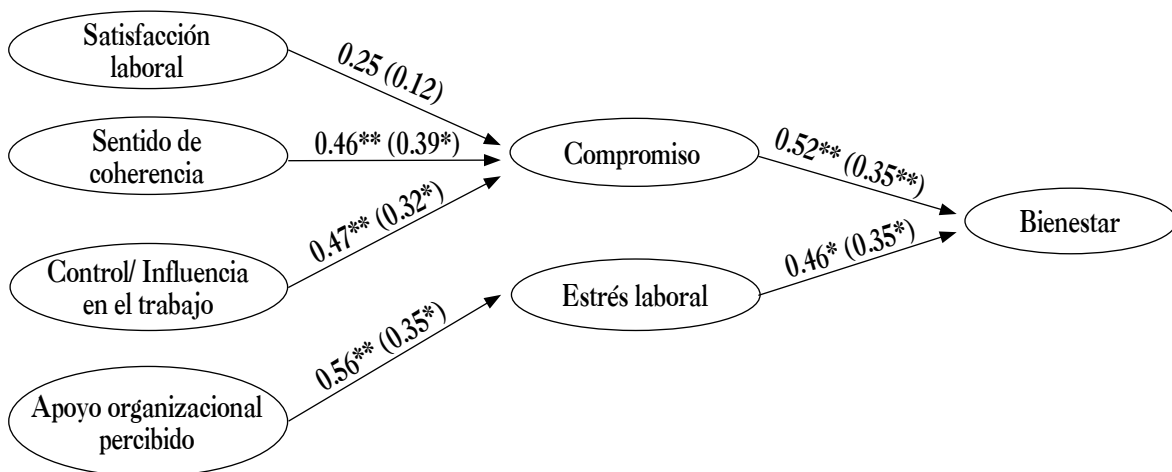 Satisfacción
laboral
0.25 (0.12)
Sentido de
coherencia
0.46** (0.39*)
Compromiso
0.52** (0.35**)
Bienestar
Control/ Influencia
en el trabajo
0.47** (0.32*)
Estrés laboral
0.46* (0.35*)
Apoyo organizacional
percibido
0.56** (0.35*)